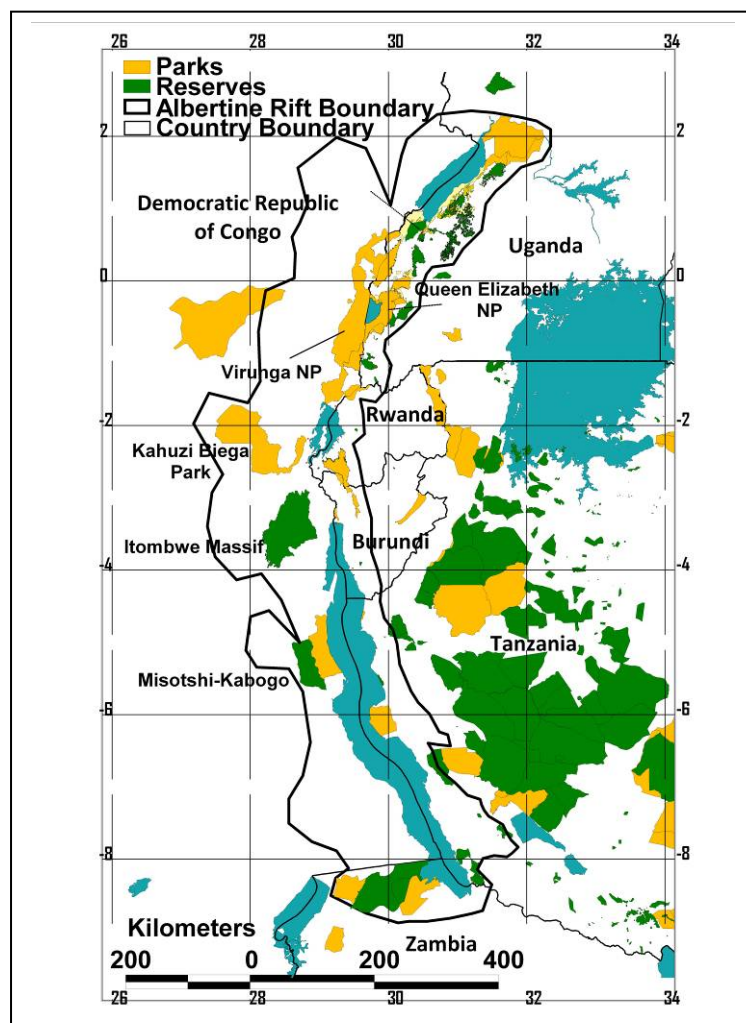 26 28 30 32 34
Parks
Reserves
Albertine Rift Boundary
Country Boundary
2 2
Democratic Republic
of Congo
Uganda
0 0
Queen Elizabeth
NP
Virunga NP
-2 -2
Rwanda
Kahuzi Biega
Park
Itombwe Massif
Burundi
-4 -4
Tanzania
Misotshi-Kabogo
-6 -6
-8 -8
Kilometers
Zambia
200 0 200 400
26 28 30 32 34